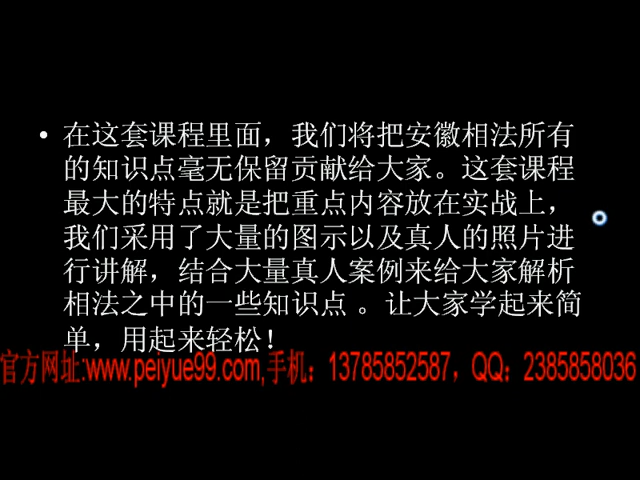 • 在这套课程里面，我们将把安徽相法所有
的知识点毫无保留贡献给大家。这套课程
最大的特点就是把重点内容放在实战上，
我们采用了大量的图示以及真人的照片进
行讲解，结合大量真人案例来给大家解析
相法之中的一些知识点 。让大家学起来简
单，用起来轻松！
官方网址:www.peiyue99.com,手机：13785852587，QQ：2385858036